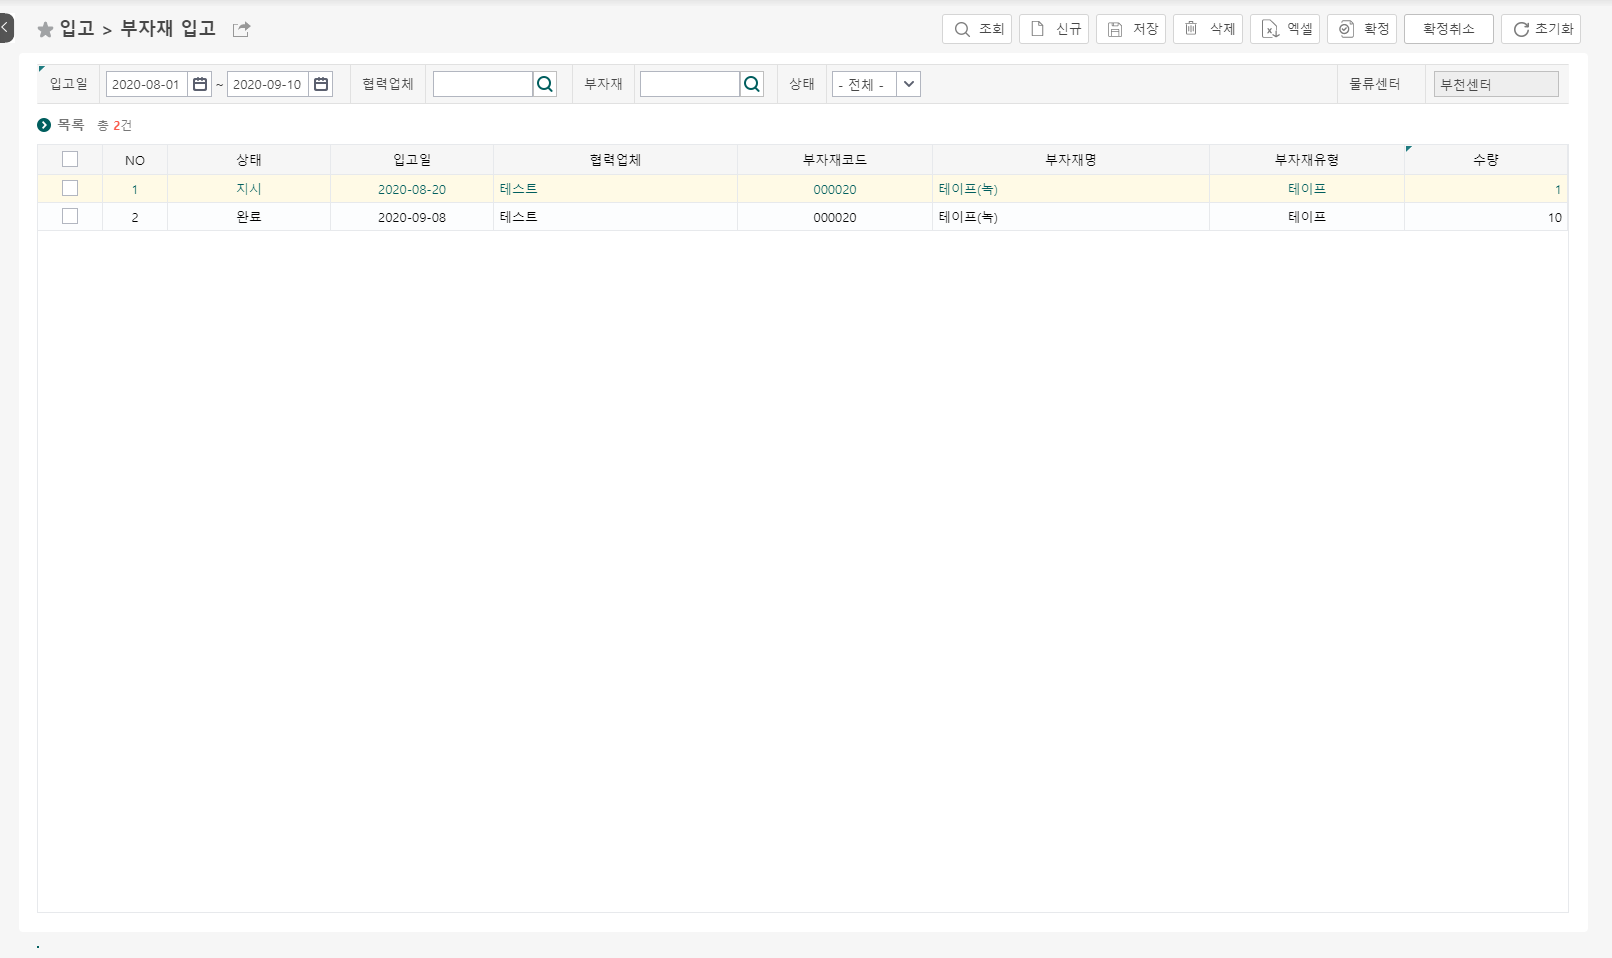 입고 > 부자재 입고
조회 신규 저장 삭제 엑셀 확정 확정취소 초기화
입고일 2020-08-01 ~ 2020-09-10 협력업체 부자재 상태 - 전체 - 물류센터 부천센터
목록 총 2건
NO 상태 입고일 협력업체 부자재코드 부자재명 부자재유형 수량
1 지시 2020-08-20 테스트 000020 테이프(녹) 테이프 1
2 완료 2020-09-08 테스트 000020 테이프(녹) 테이프 10